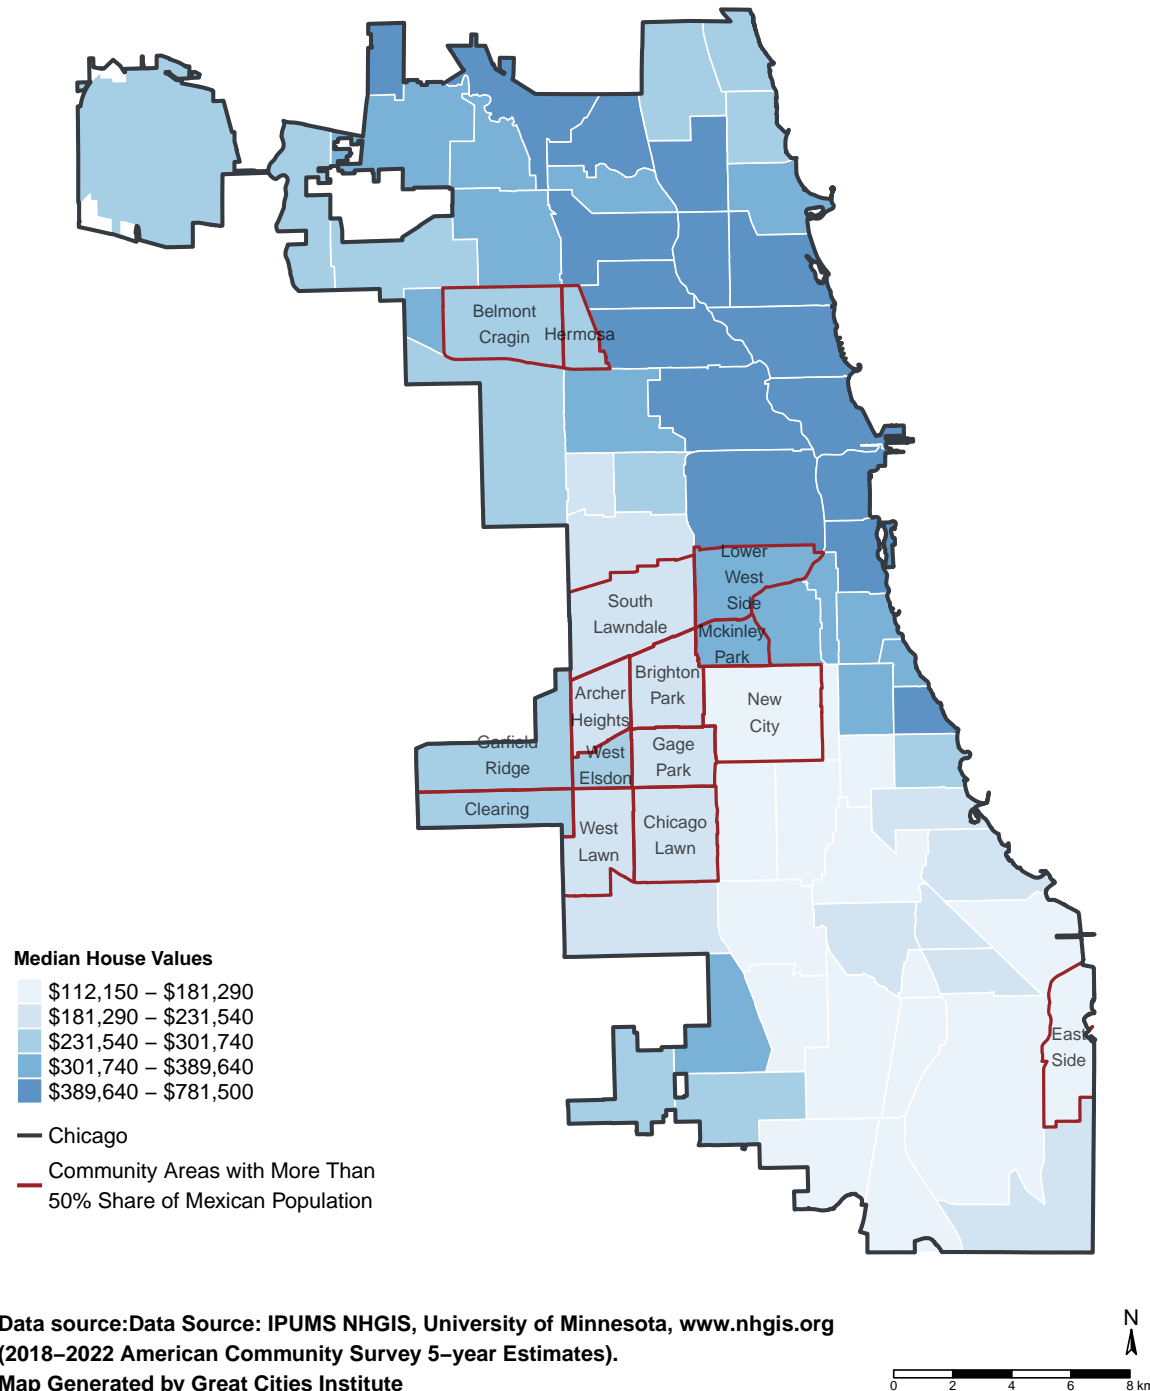 Belmont
Cragin
Hermosa
Lower
West
Side
South
Lawndale
Mckinley
Park
Brighton
Park
Archer
Heights
New
City
Garfield
Ridge
West
Elsdon
Gage
Park
Clearing
West
Lawn
Chicago
Lawn
East
Side
Median House Values
$112,150 – $181,290
$181,290 – $231,540
$231,540 – $301,740
$301,740 – $389,640
$389,640 – $781,500
Chicago
Community Areas with More Than
50% Share of Mexican Population
Data source:Data Source: IPUMS NHGIS, University of Minnesota, www.nhgis.org
(2018–2022 American Community Survey 5–year Estimates).
Map Generated by Great Cities Institute
N
0 2 4 6 8 km